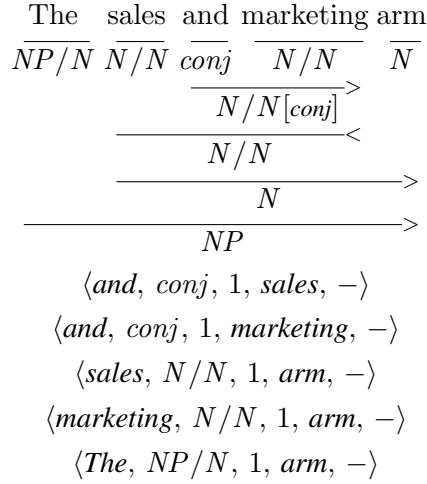 The sales and marketing arm
NP/N N/N conj N/N N
>
N/N[conj]
<
N/N
>
N
>
NP
⟨and, conj, 1, sales, −⟩
⟨and, conj, 1, marketing, −⟩
⟨sales, N/N, 1, arm, −⟩
⟨marketing, N/N, 1, arm, −⟩
⟨The, NP/N, 1, arm, −⟩